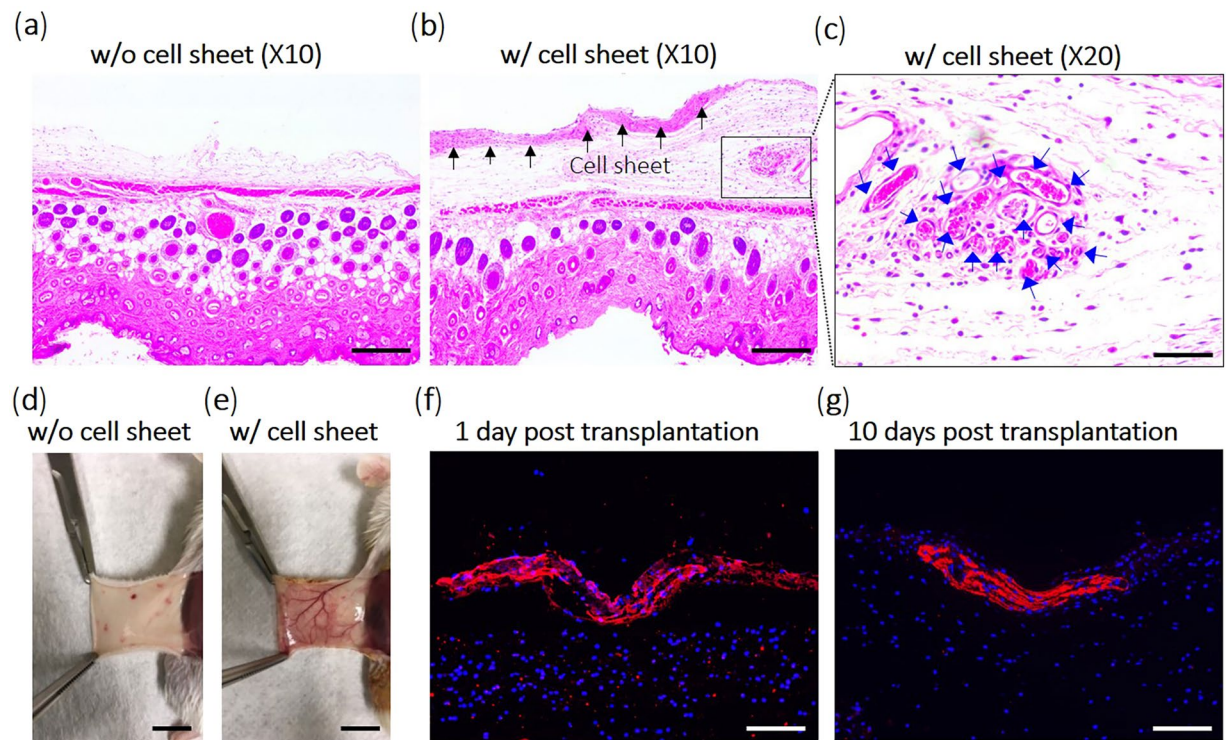 (a)
w/o cell sheet (X10)
(b)
w/ cell sheet (X10)
Cell sheet
(c)
w/ cell sheet (X20)
(d)
w/o cell sheet
(e)
w/ cell sheet
(f)
1 day post transplantation
(g)
10 days post transplantation